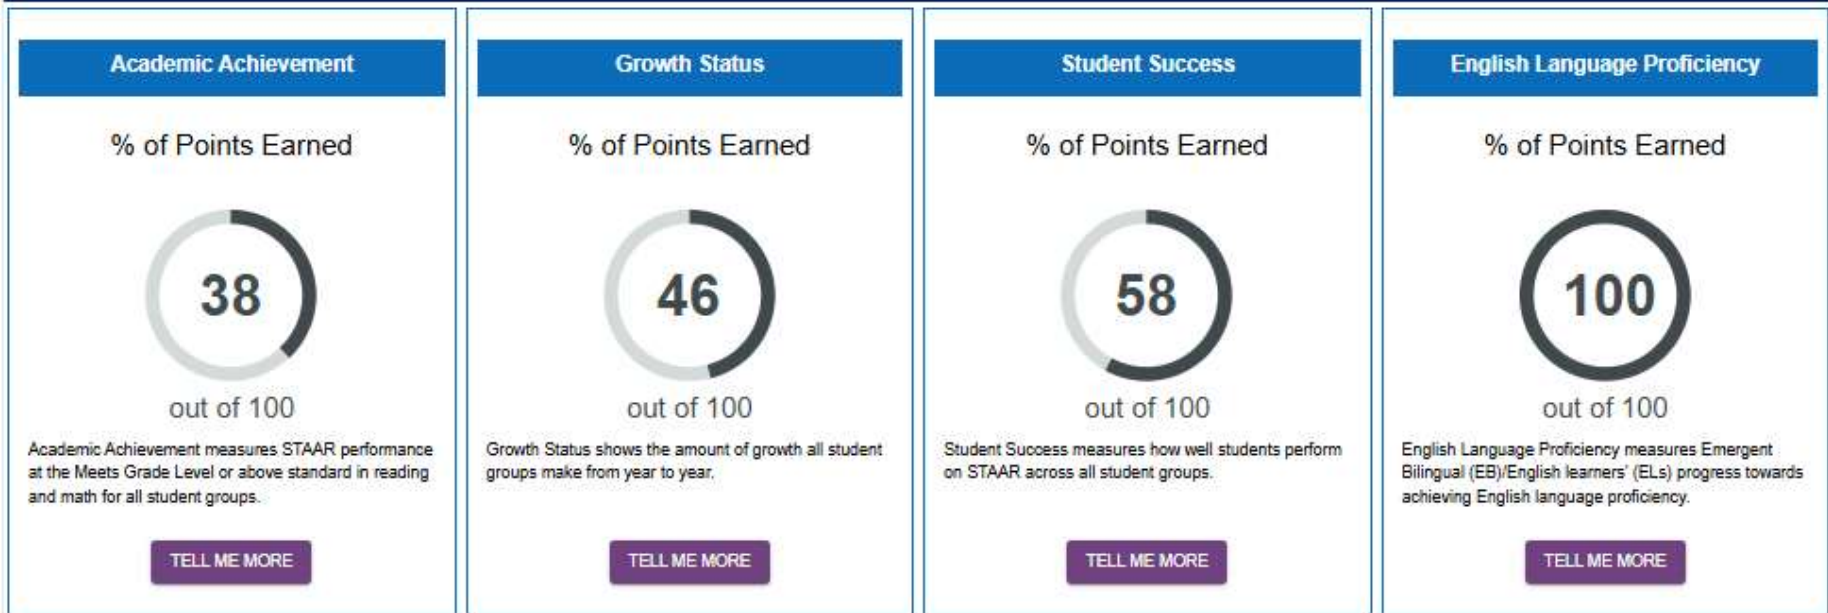 Academic Achievement
% of Points Earned
38
out of 100
Academic Achievement measures STAAR performance
at the Meets Grade Level or above standard in reading
and math for all student groups.
TELL ME MORE
Growth Status
% of Points Earned
46
out of 100
Growth Status shows the amount of growth all student
groups make from year to year.
TELL ME MORE
Student Success
% of Points Earned
58
out of 100
Student Success measures how well students perform
on STAAR across all student groups.
TELL ME MORE
English Language Proficiency
% of Points Earned
100
out of 100
English Language Proficiency measures Emergent
Bilingual (EB)/English learners' (ELs) progress towards
achieving English language proficiency.
TELL ME MORE